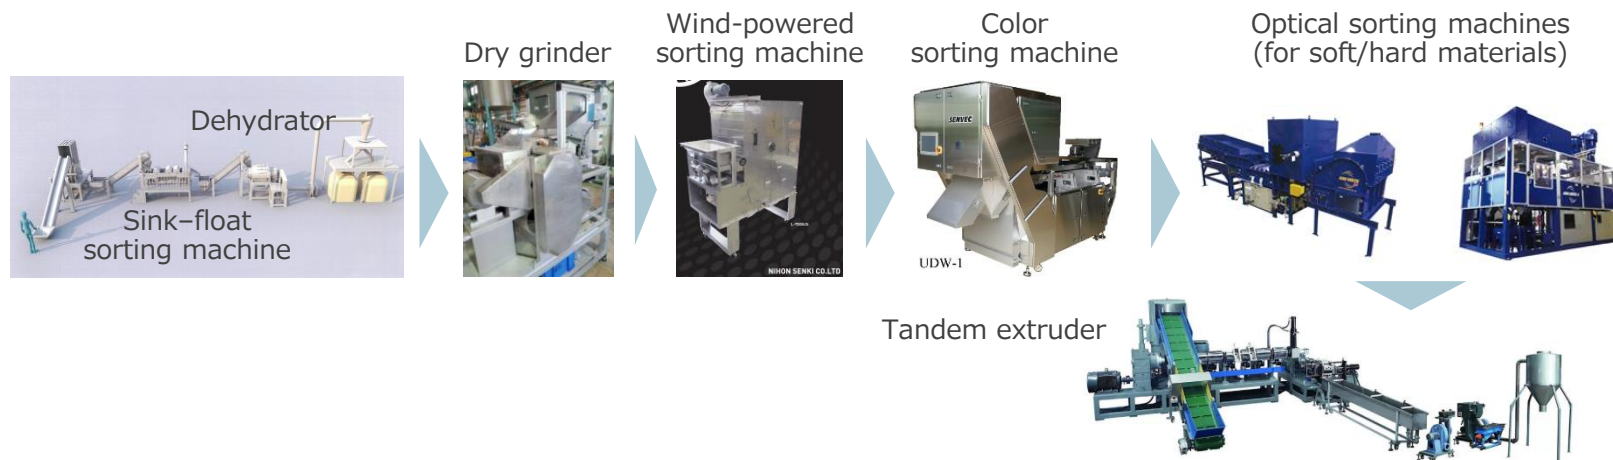 Dehydrator
Sink–float
sorting machine
Dry grinder
Wind-powered
sorting machine
NIHON SENKI CO.LTD
Color
sorting machine
SENVEC
UDW-1
Optical sorting machines
(for soft/hard materials)
Tandem extruder